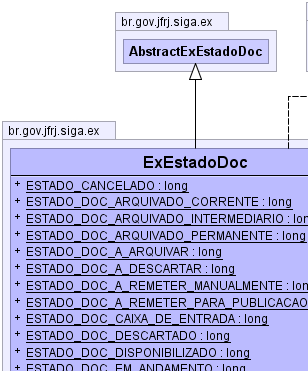 br.gov.jfrj.siga.ex
AbstractExEstadoDoc
br.gov.jfrj.siga.ex
ExEstadoDoc
+ ESTADO_CANCELADO : long
+ ESTADO_DOC_ARQUIVADO_CORRENTE : long
+ ESTADO_DOC_ARQUIVADO_INTERMEDIARIO : lon
+ ESTADO_DOC_ARQUIVADO_PERMANENTE : long
+ ESTADO_DOC_A_ARQUIVAR : long
+ ESTADO_DOC_A_DESCARTAR : long
+ ESTADO_DOC_A_REMETER_MANUALMENTE : lon
+ ESTADO_DOC_A_REMETER_PARA_PUBLICACAO
+ ESTADO_DOC_CAIXA_DE_ENTRADA : long
+ ESTADO_DOC_DESCARTADO : long
+ ESTADO_DOC_DISPONIBILIZADO : long
+ ESTADO_DOC_EM_ANDAMENTO : long